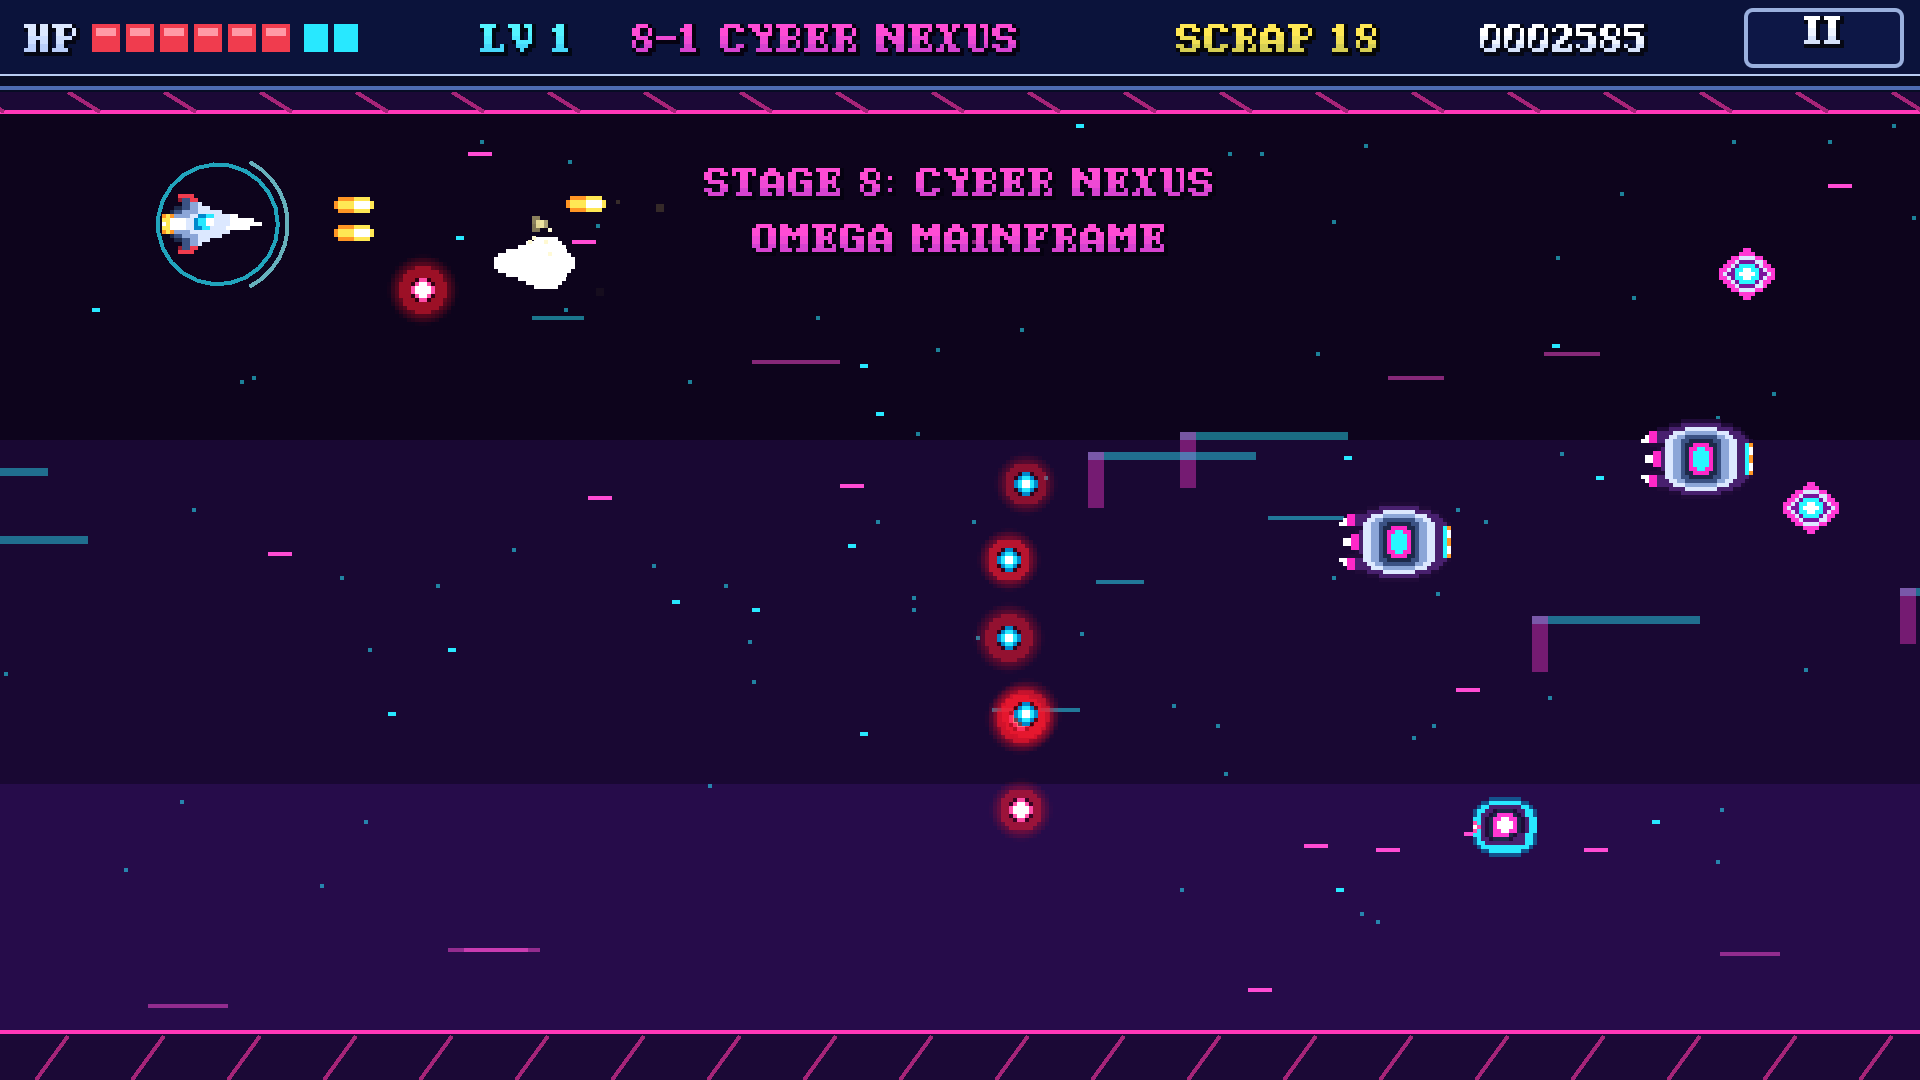 HP LV 1 8-1 CYBER NEXUS SCRAP 18 0002585 II
STAGE 8: CYBER NEXUS
OMEGA MAINFRAME